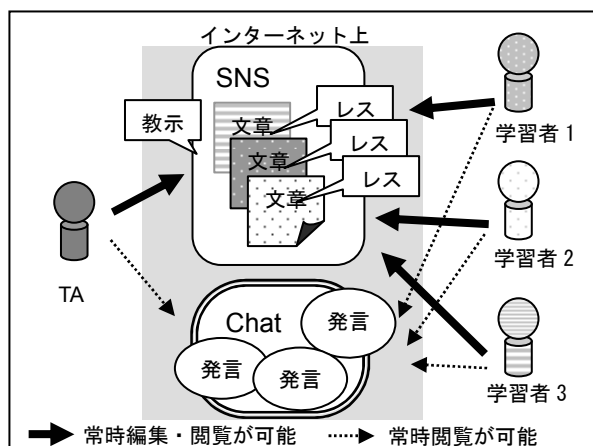 インターネット上
SNS
教示
文章
レス
文章
レス
文章
レス
学習者1
学習者2
学習者3
TA
Chat
発言
発言
発言
常時編集・閲覧が可能
常時閲覧が可能